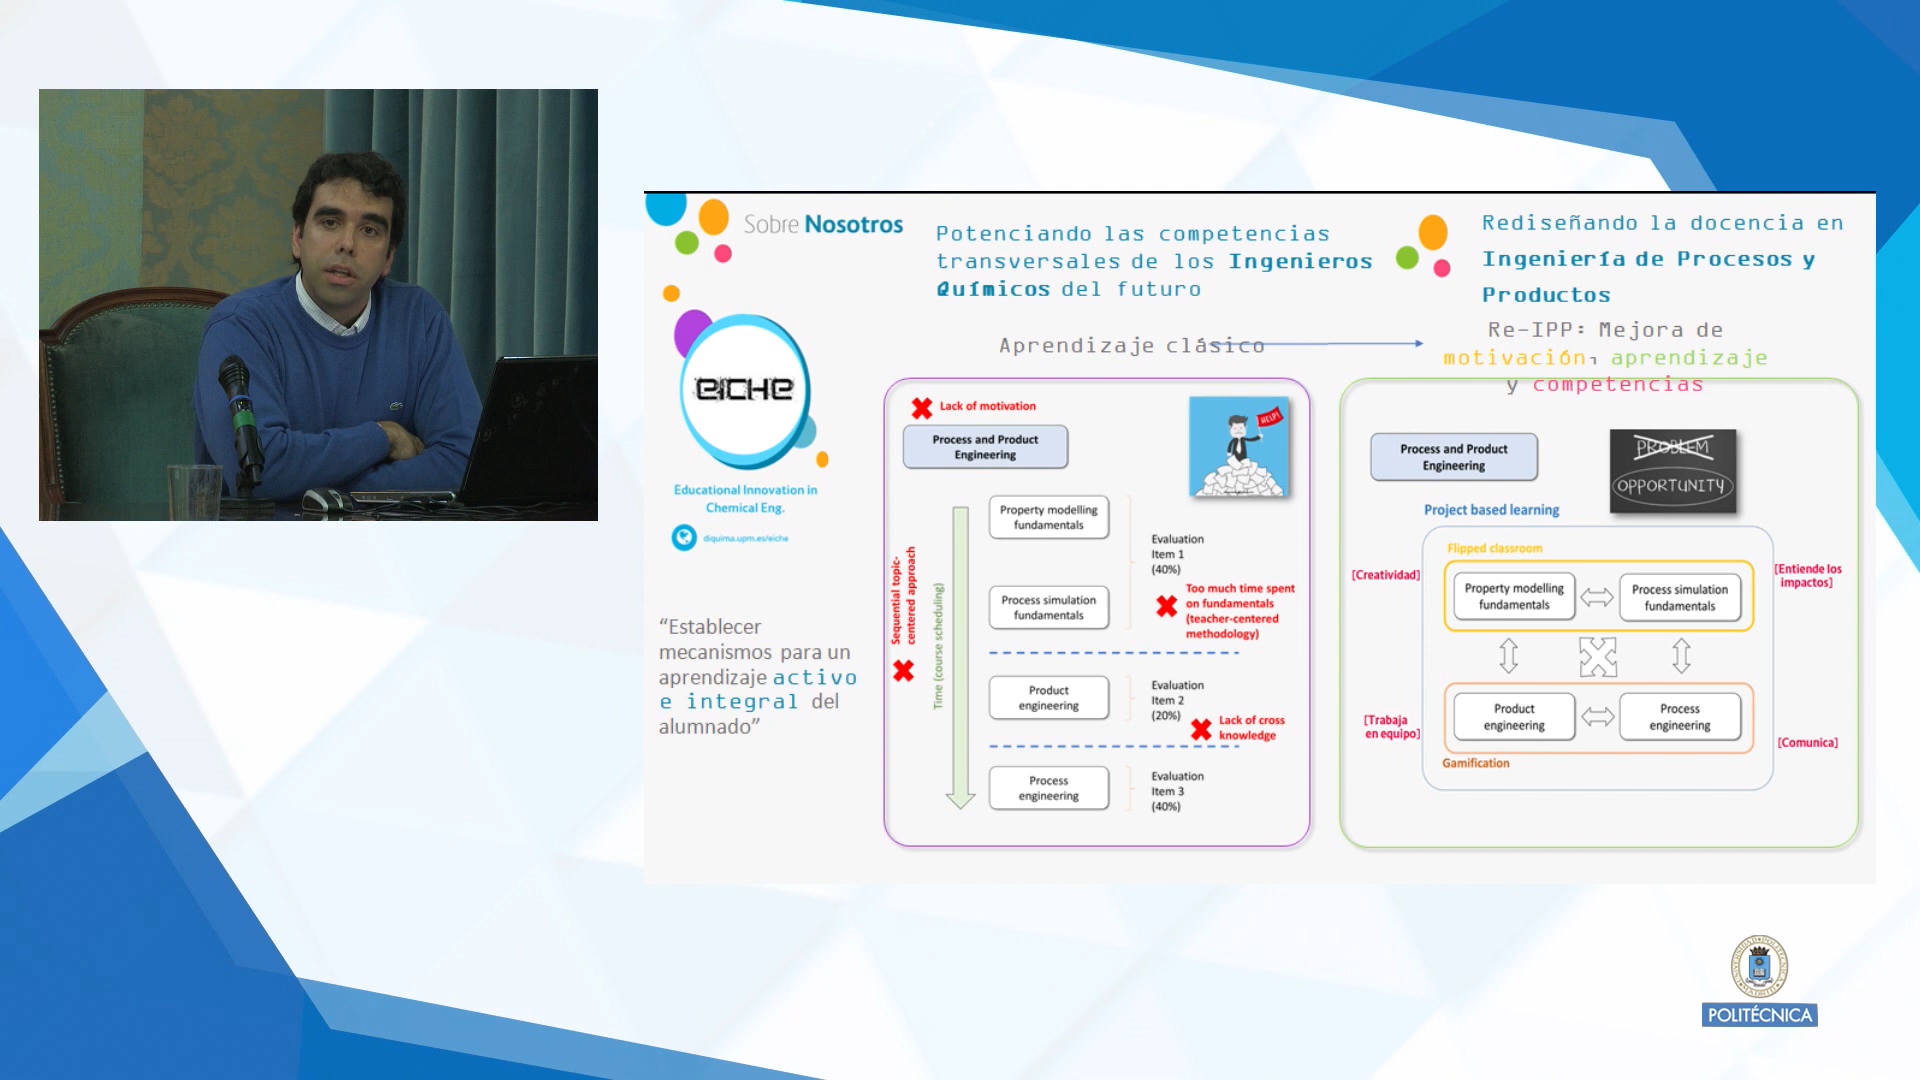 Sobre Nosotros
eiche
Educational Innovation in
Chemical Eng.
diquima.upm.es/eiche
“Establecer
mecanismos para un
aprendizaje activo
e integral del
alumnado”
Potenciando las competencias
transversales de los Ingenieros
Químicos del futuro
Aprendizaje clásico
Lack of motivation
Process and Product
Engineering
HELP!
Sequential topic-
centered approach
Time (course scheduling)
Property modelling
fundamentals
Evaluation
Item 1
(40%)
Process simulation
fundamentals
Too much time spent
on fundamentals
(teacher-centered
methodology)
Product
engineering
Evaluation
Item 2
(20%)
Lack of cross
knowledge
Process
engineering
Evaluation
Item 3
(40%)
Rediseñando la docencia en
Ingeniería de Procesos y
Productos
Re-IPP: Mejora de
motivación, aprendizaje
y competencias
Process and Product
Engineering
PROBLEM
OPPORTUNITY
Project based learning
Flipped classroom
[Creatividad]
Property modelling
fundamentals
Process simulation
fundamentals
[Entiende los
impactos]
[Trabaja
en equipo]
Product
engineering
Process
engineering
[Comunica]
Gamification
POLITÉCNICA